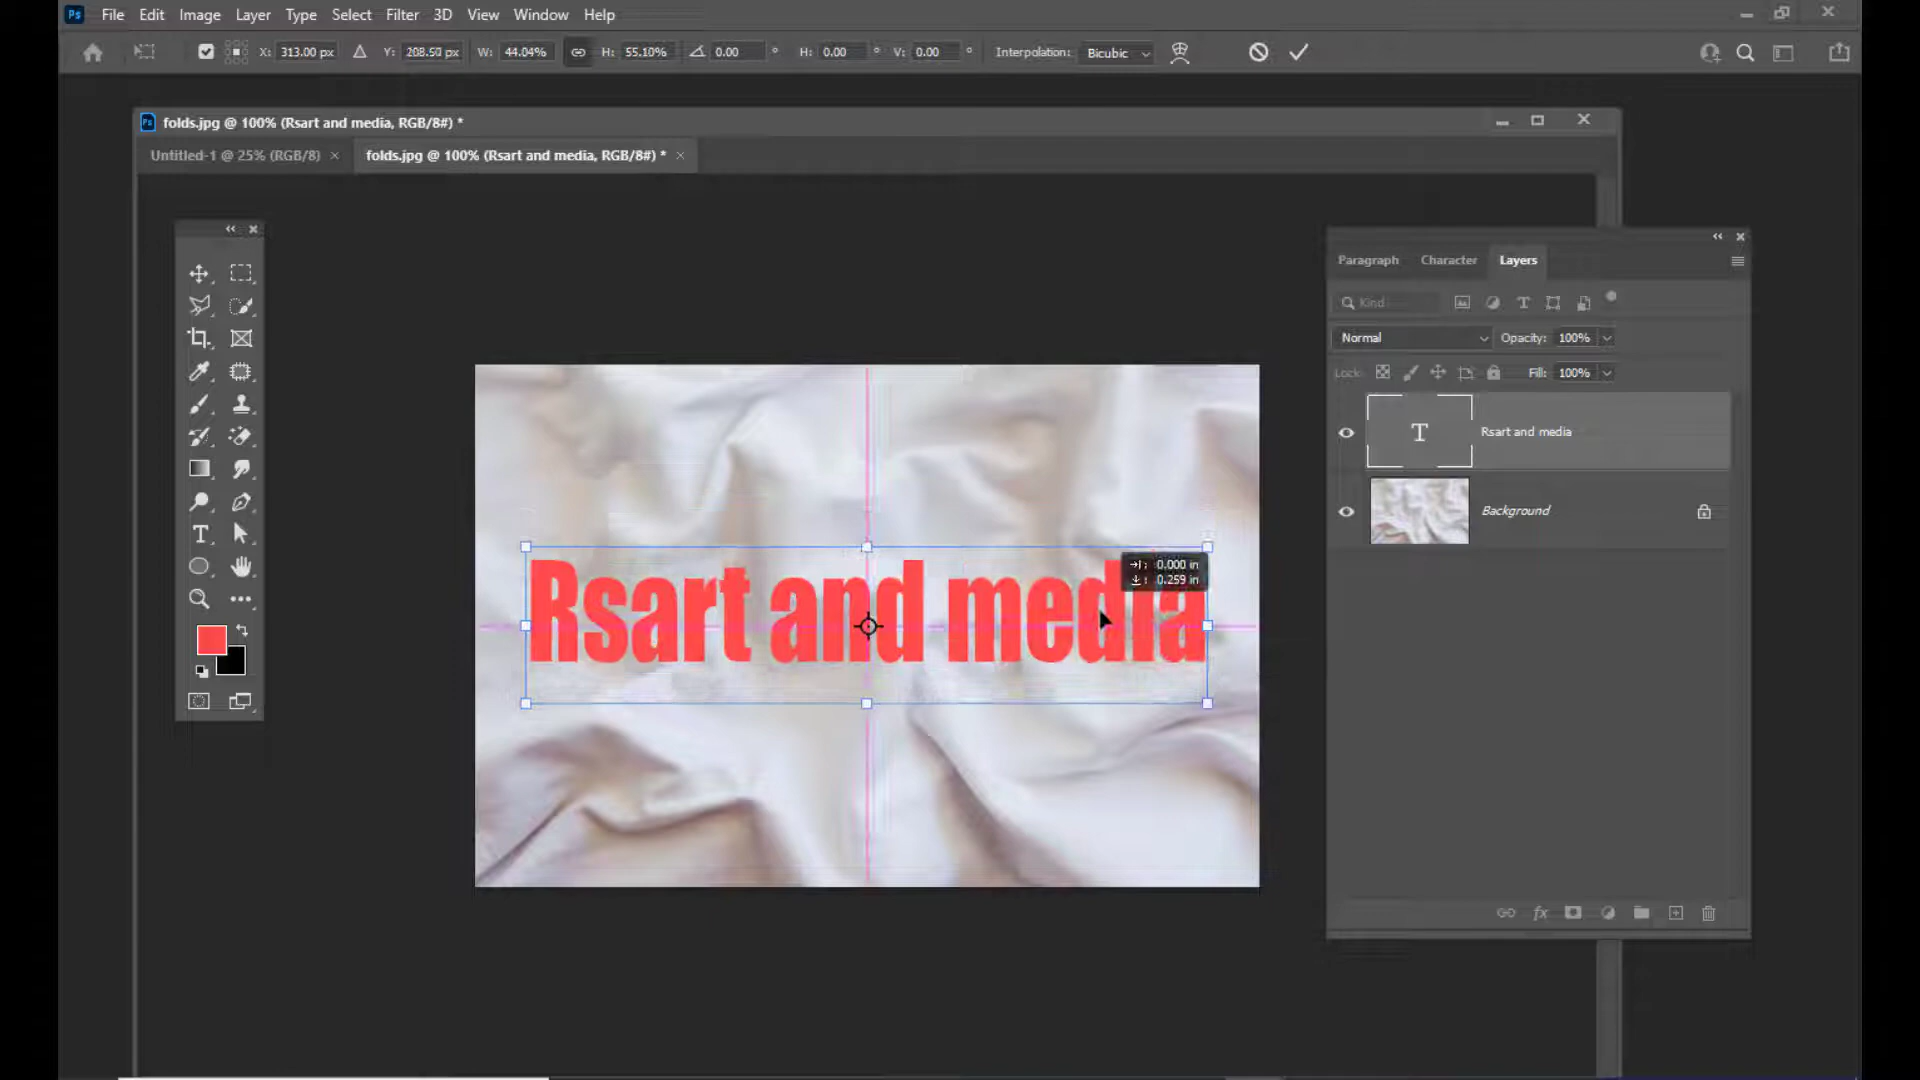 Ps File Edit Image Layer Type Select Filter 3D View Window Help
X: 313.00 px Y: 208.50 px W: 44.04% H: 55.10% 0.00 ° H: 0.00 ° V: 0.00 ° Interpolation: Bicubic
Ps folds.jpg @ 100% (Rsart and media, RGB/8#) *
Untitled-1 @ 25% (RGB/8) × folds.jpg @ 100% (Rsart and media, RGB/8#) * ×
Paragraph Character Layers
Kind
Normal Opacity: 100%
Lock: Fill: 100%
T Rsart and media
Background
Rsart and media
: 0.000 in
: 0.259 in
fx